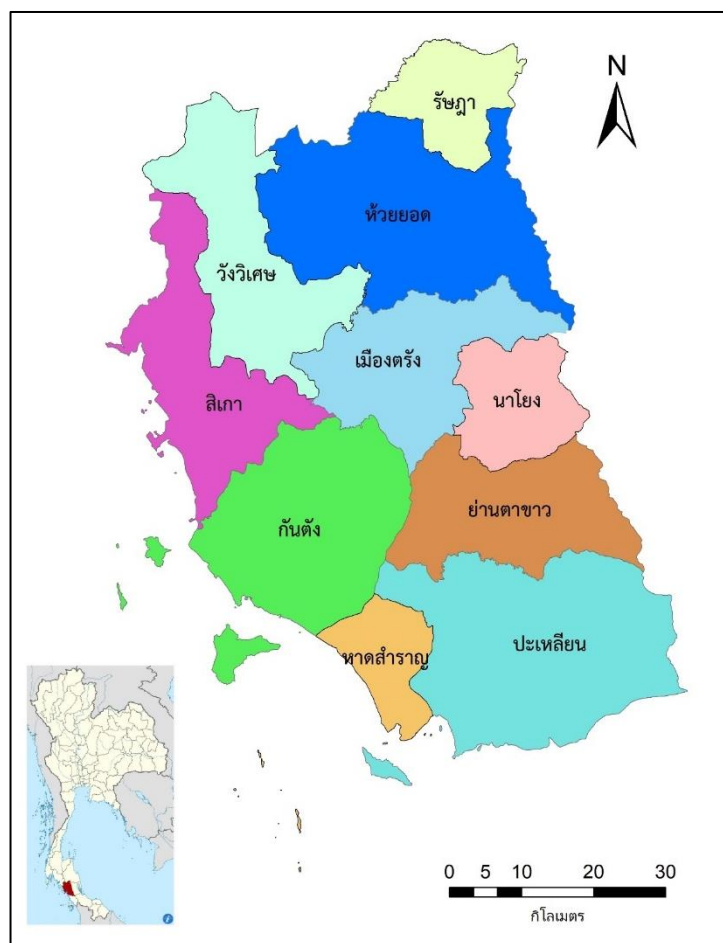 N
รัษฎา
ห้วยยอด
วังวิเศษ
เมืองตรัง
นาโยง
สิเกา
ย่านตาขาว
กันตัง
ปะเหลียน
หาดสำราญ
0 5 10 20 30
กิโลเมตร
i